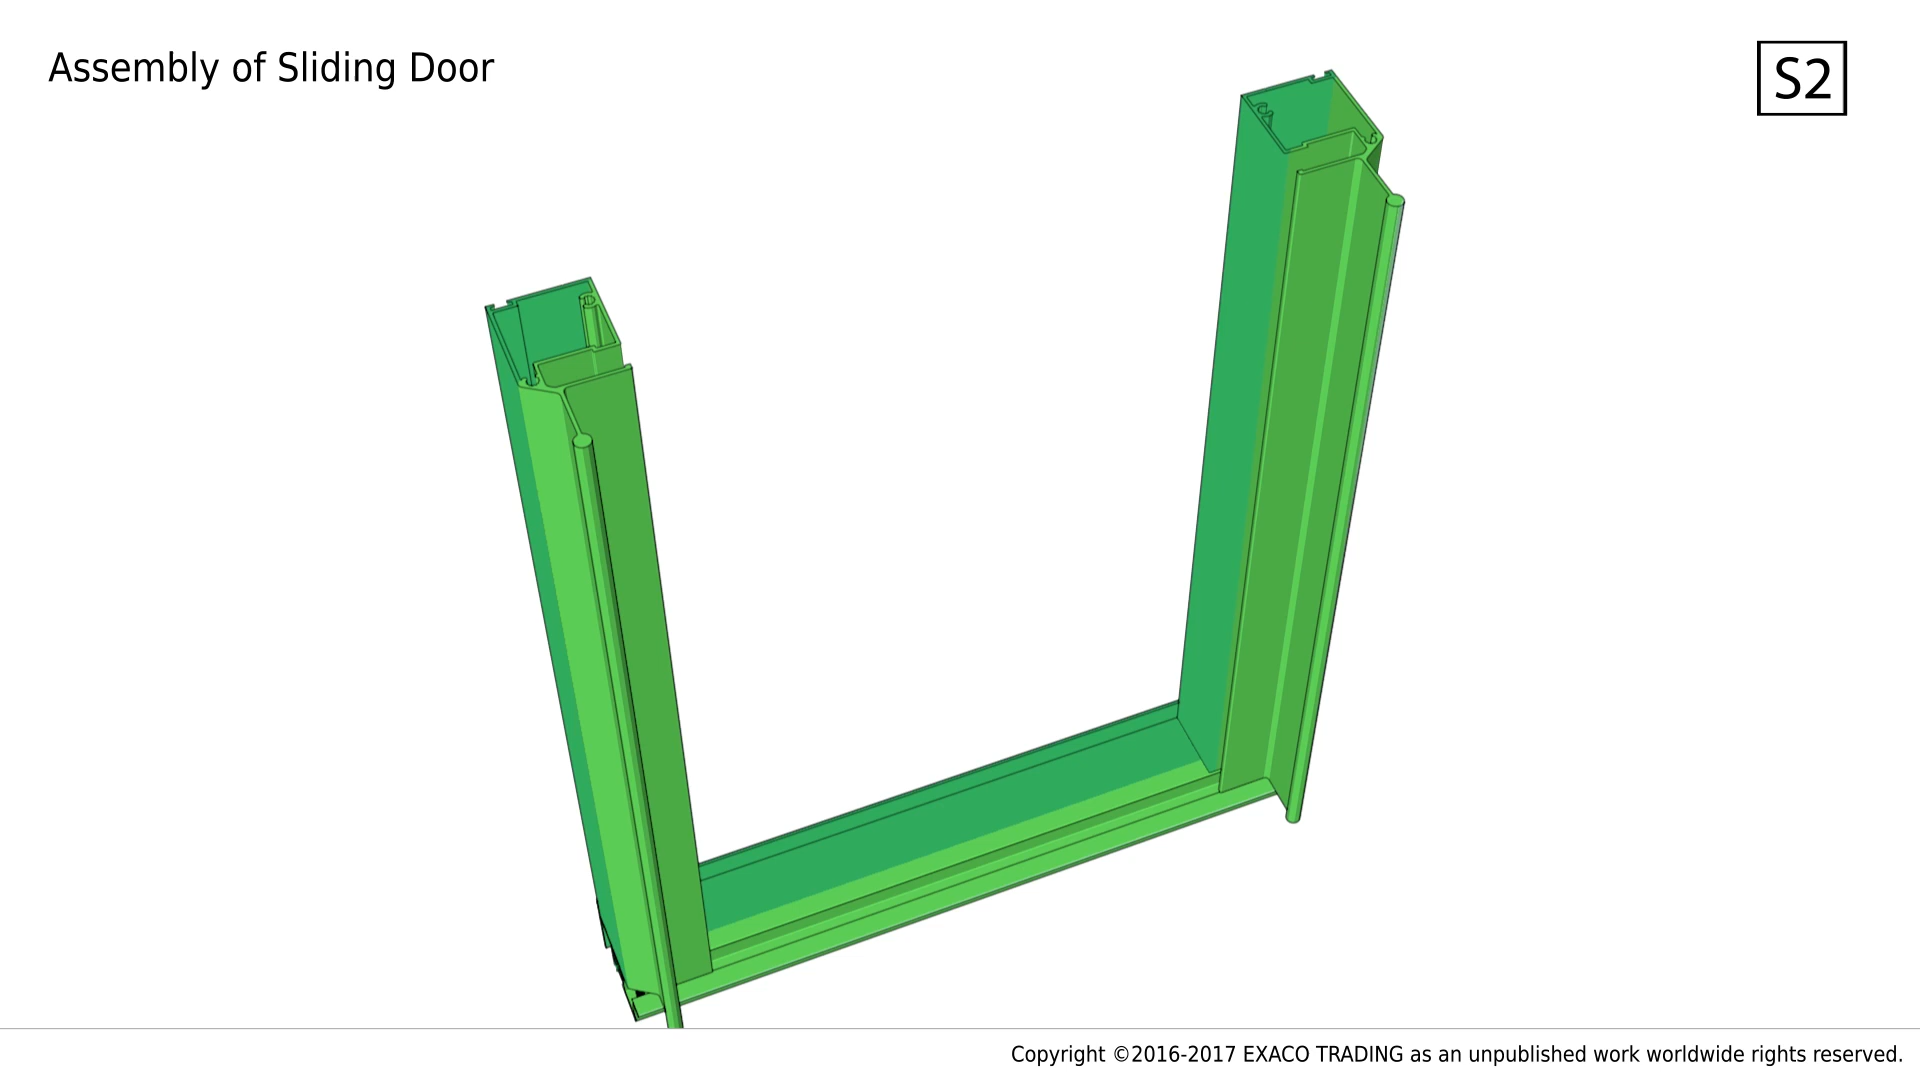 Assembly of Sliding Door
S2
Copyright ©2016-2017 EXACO TRADING as an unpublished work worldwide rights reserved.